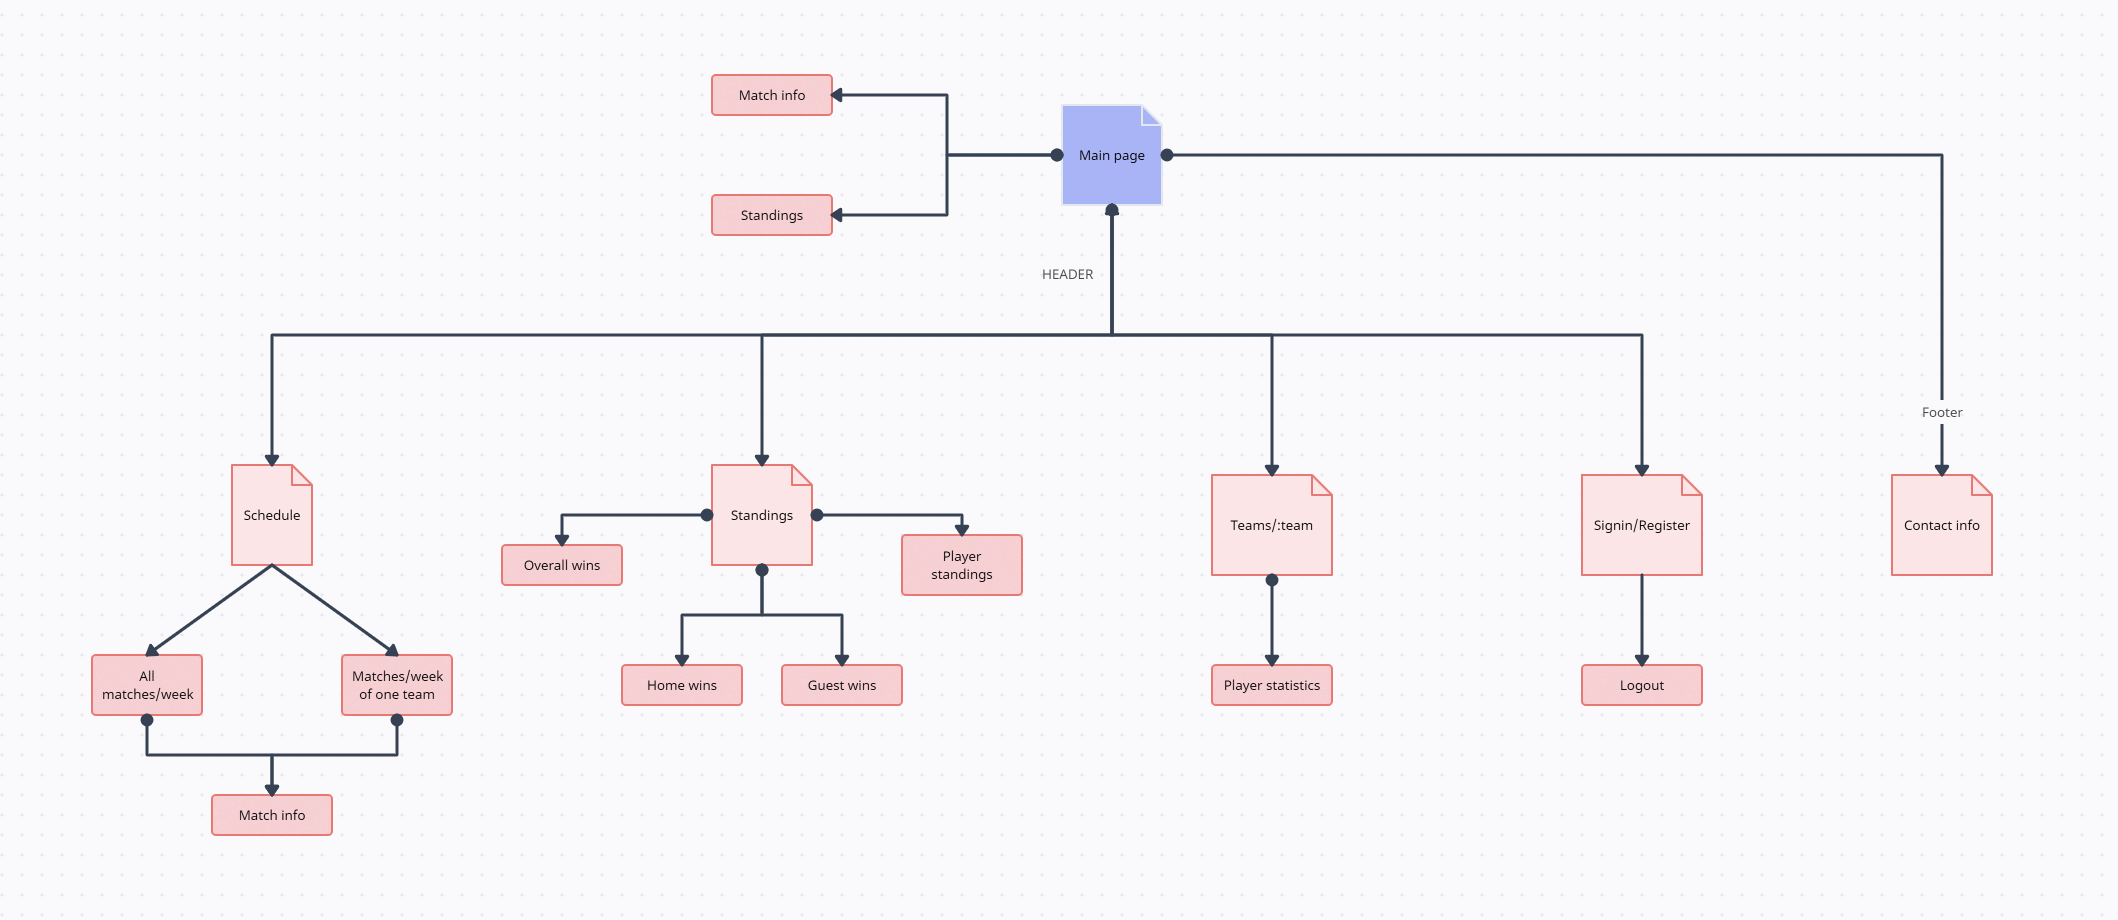 Match info
Main page
Standings
HEADER
Footer
Schedule
Standings
Teams/:team
Signin/Register
Contact info
Overall wins
Player
standings
All
matches/week
Matches/week
of one team
Home wins
Guest wins
Player statistics
Logout
Match info